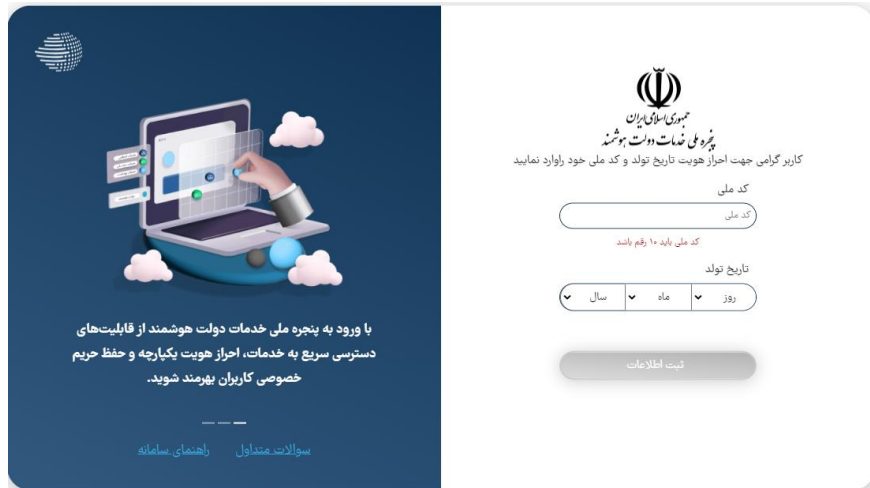 جمهوری اسلامی ایران
پنجره ملی خدمات دولت هوشمند
کاربر گرامی جهت احراز هویت تاریخ تولد و کد ملی خود راوارد نمایید
کد ملی
کد ملی
کد ملی باید ۱۰ رقم باشد
تاریخ تولد
روز ماه سال
ثبت اطلاعات
با ورود به پنجره ملی خدمات دولت هوشمند از قابلیت‌های
دسترسی سریع به خدمات، احراز هویت یکپارچه و حفظ حریم
خصوصی کاربران بهرمند شوید.
سوالات متداول راهنمای سامانه